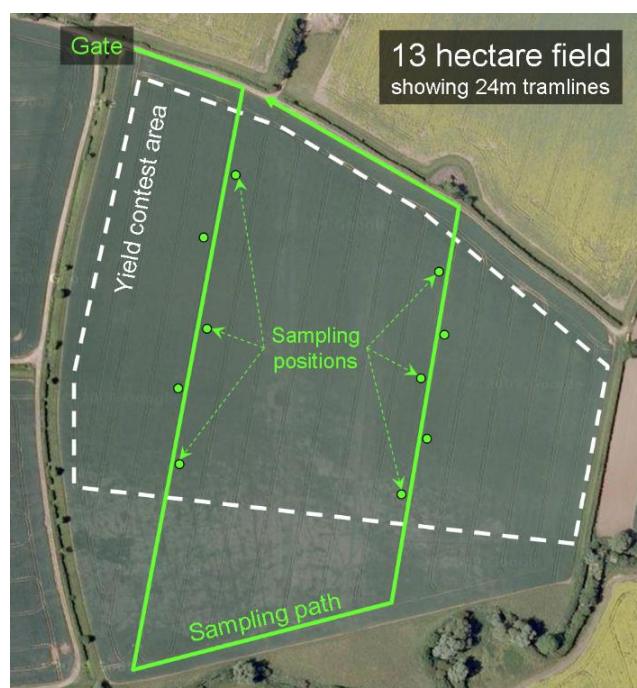 Gate
13 hectare field
showing 24m tramlines
Yield contest area
Sampling
positions
Sampling path